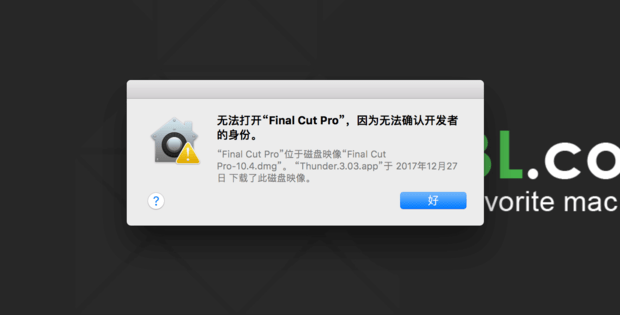 无法打开“Final Cut Pro”，因为无法确认开发者
的身份。
“Final Cut Pro”位于磁盘映像“Final Cut
Pro-10.4.dmg”。“Thunder.3.03.app”于 2017年12月27
日 下载了此磁盘映像。
?
好
L.co
vorite mac